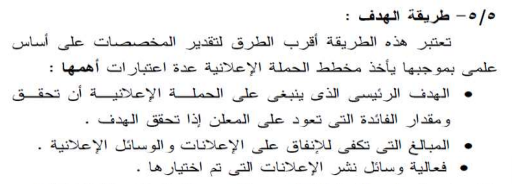 ٥/٥- طريقة الهدف :
تعتبر هذه الطريقة أقرب الطرق لتقدير المخصصات على أساس
علمى بموجبها يأخذ مخطط الحملة الإعلانية عدة اعتبارات أهمها :
• الهدف الرئيسى الذى ينبغى على الحملة الإعلانية أن تحقق
ومقدار الفائدة التى تعود على المعلن إذا تحقق الهدف .
• المبالغ التى تكفى للإنفاق على الإعلانات والوسائل الإعلانية .
• فعالية وسائل نشر الإعلانات التى تم اختيارها .